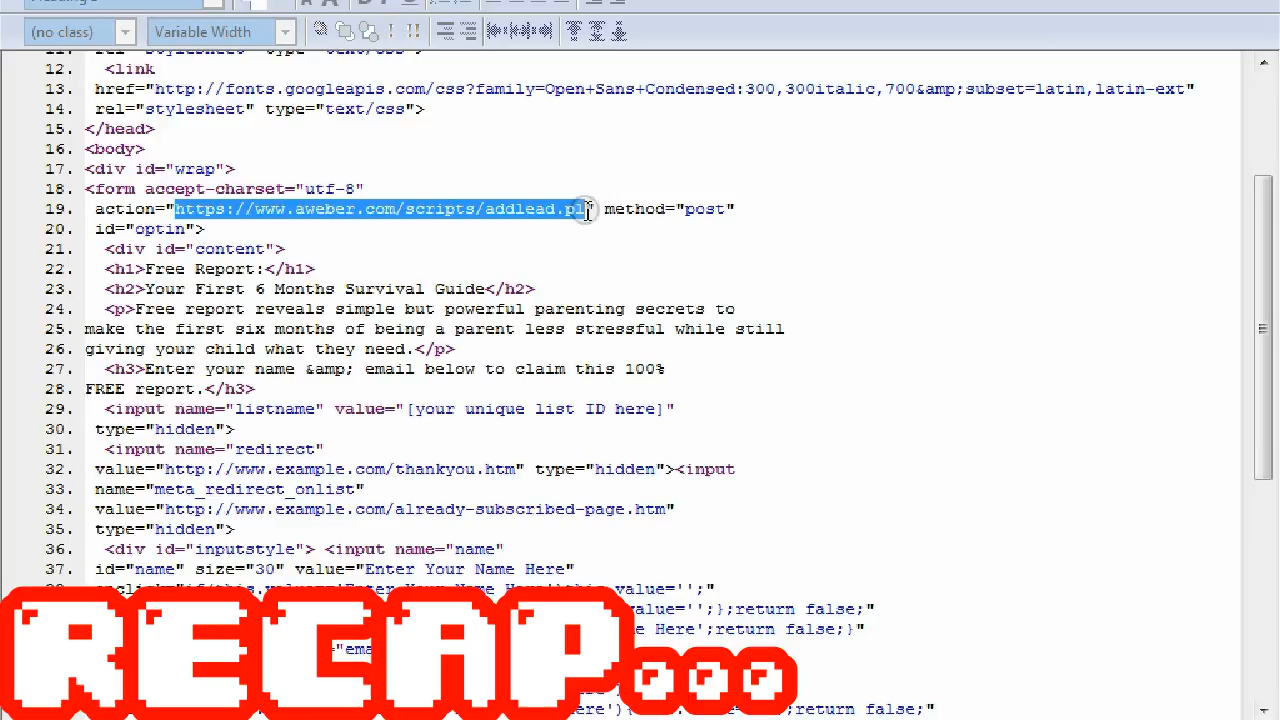 (no class) Variable Width
12. <link
13. href="http://fonts.googleapis.com/css?family=Open+Sans+Condensed:300,300italic,700&amp;subset=latin,latin-ext"
14. rel="stylesheet" type="text/css">
15. </head>
16. <body>
17. <div id="wrap">
18. <form accept-charset="utf-8"
19. action="https://www.aweber.com/scripts/addlead.pl" method="post"
20. id="optin">
21. <div id="content">
22. <h1>Free Report:</h1>
23. <h2>Your First 6 Months Survival Guide</h2>
24. <p>Free report reveals simple but powerful parenting secrets to
25. make the first six months of being a parent less stressful while still
26. giving your child what they need.</p>
27. <h3>Enter your name &amp; email below to claim this 100%
28. FREE report.</h3>
29. <input name="listname" value="[your unique list ID here]"
30. type="hidden">
31. <input name="redirect"
32. value="http://www.example.com/thankyou.htm" type="hidden"><input
33. name="meta_redirect_onlist"
34. value="http://www.example.com/already-subscribed-page.htm"
35. type="hidden">
36. <div id="inputstyle"> <input name="name"
37. id="name" size="30" value="Enter Your Name Here"
value='';"
value='';};return false;"
Here';return false;}"
RECAP...
value='';};return false;"